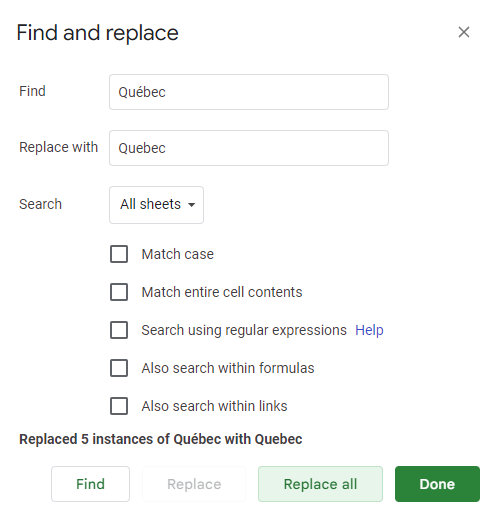 Find and replace
Find Québec
Replace with Quebec
Search All sheets
Match case
Match entire cell contents
Search using regular expressions Help
Also search within formulas
Also search within links
Replaced 5 instances of Québec with Quebec
Find Replace Replace all Done